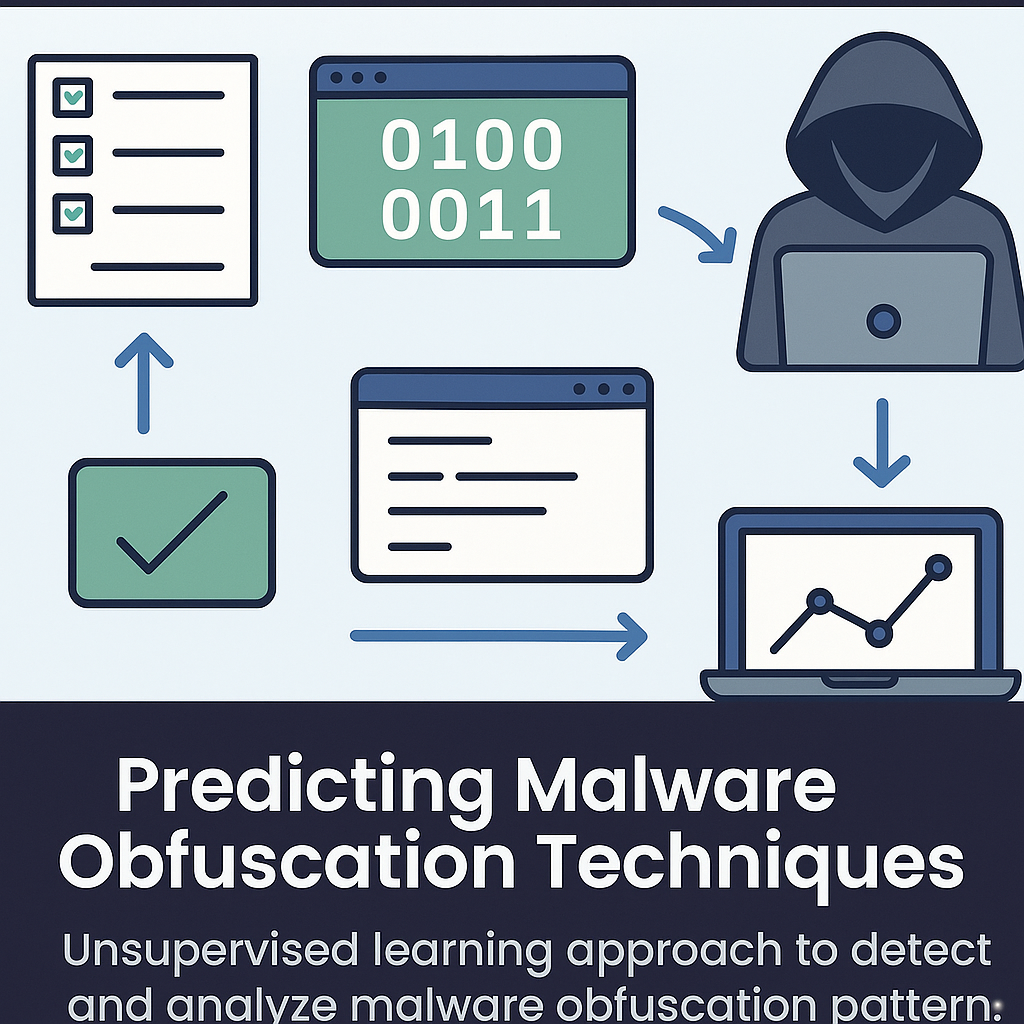 0100
0011
Predicting Malware
Obfuscation Techniques
Unsupervised learning approach to detect
and analyze malware obfuscation pattern: